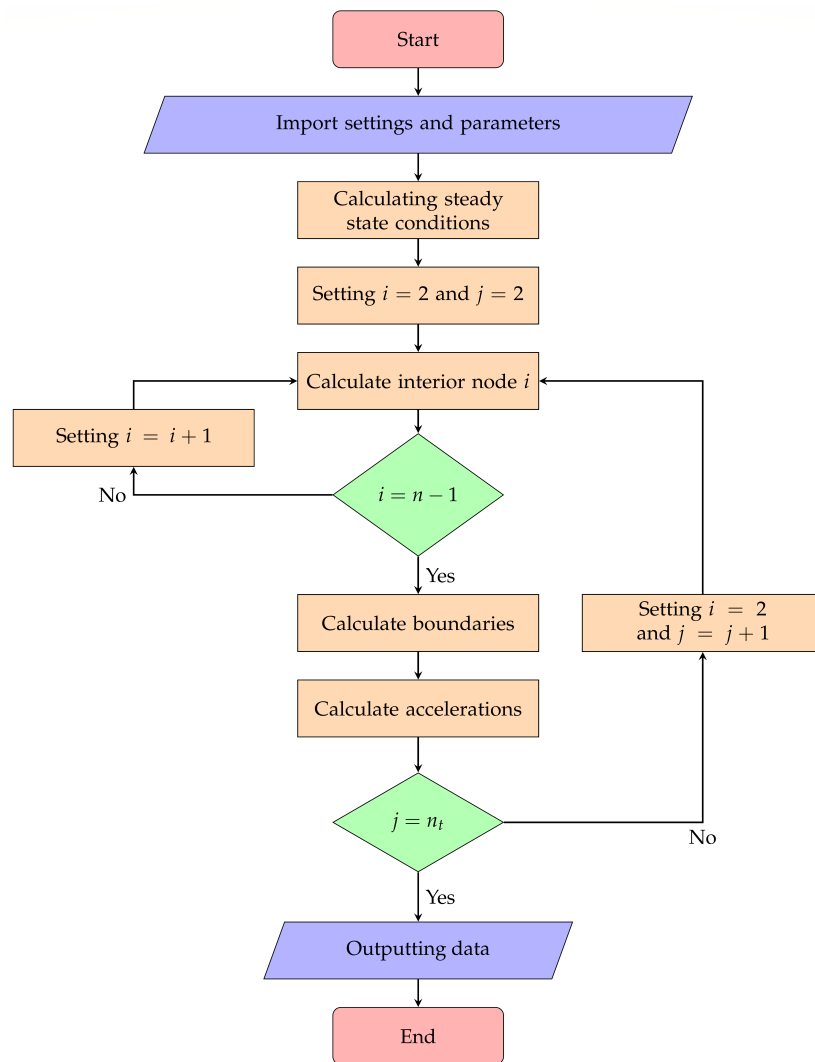 Start
Import settings and parameters
Calculating steady
state conditions
Setting i = 2 and j = 2
Calculate interior node i
Setting i = i + 1
i = n − 1
No
Yes
Calculate boundaries
Setting i = 2
and j = j + 1
Calculate accelerations
j = nₜ
No
Yes
Outputting data
End